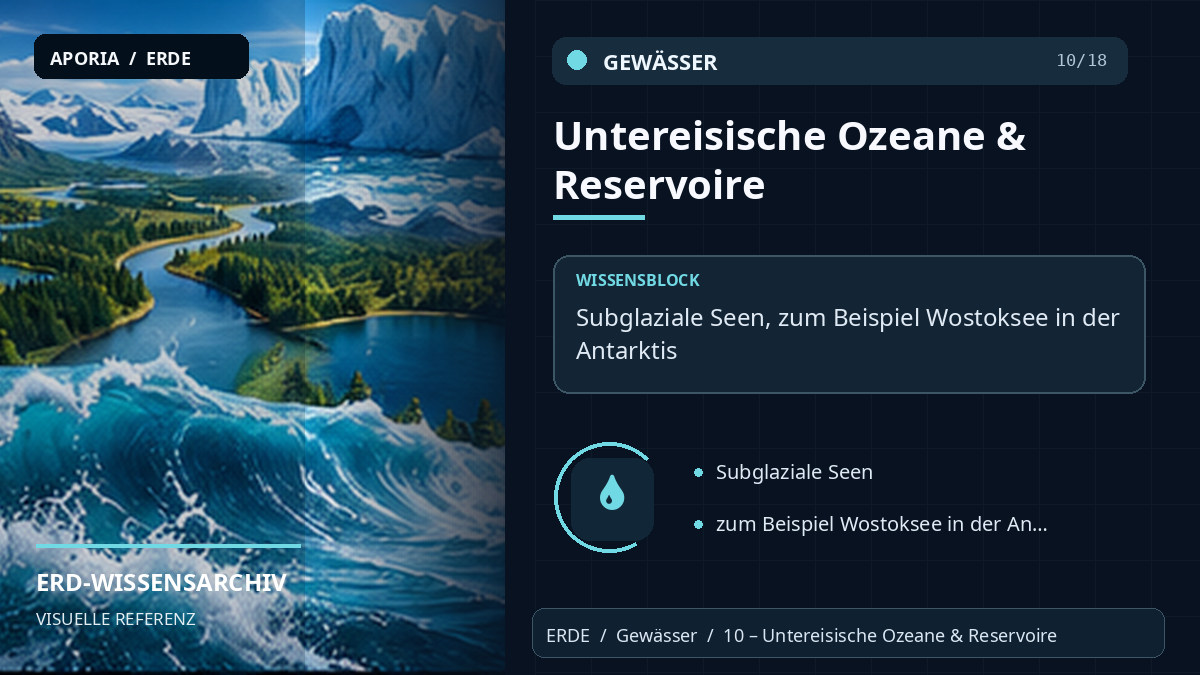 APORIA / ERDE
GEWÄSSER
10/18
Untereisische Ozeane &
Reservoire
WISSENSBLOCK
Subglaziale Seen, zum Beispiel Wostoksee in der
Antarktis
Subglaziale Seen
zum Beispiel Wostoksee in der An...
ERD-WISSENSARCHIV
VISUELLE REFERENZ
ERDE / Gewässer / 10 – Untereisische Ozeane & Reservoire